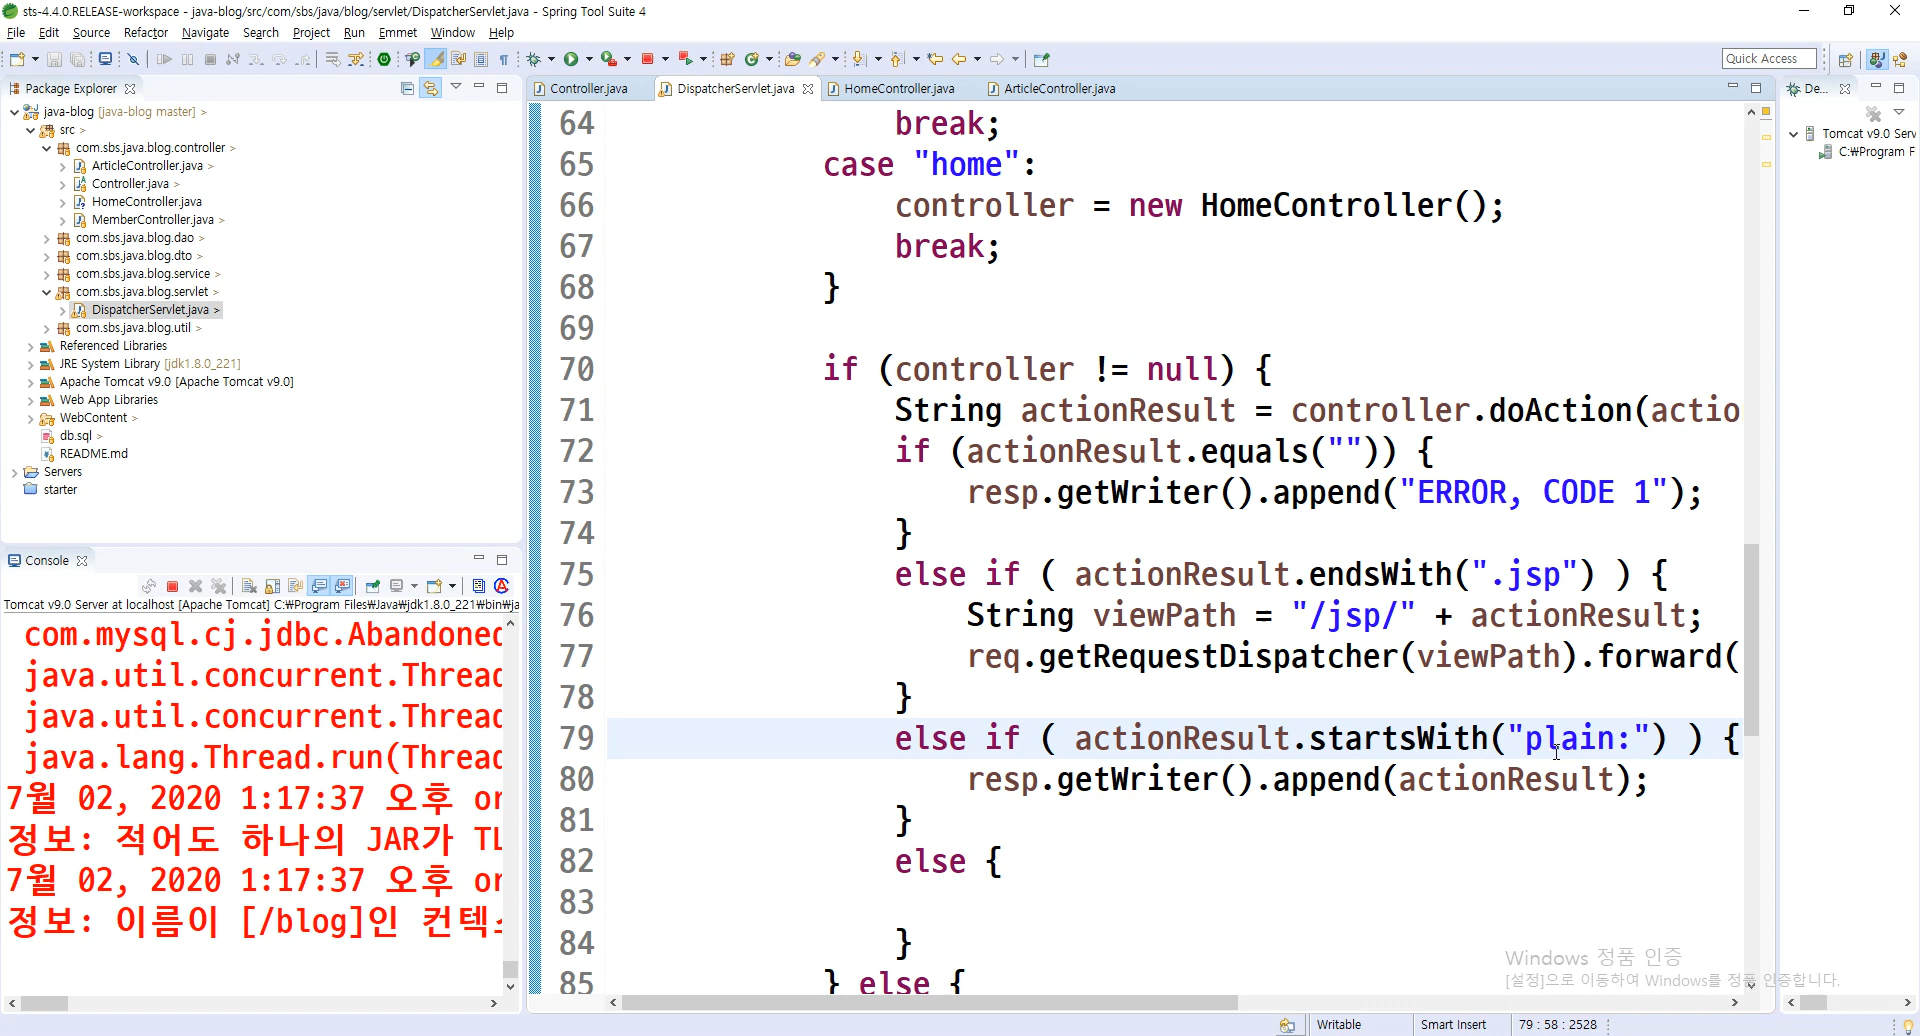 sts-4.4.0.RELEASE-workspace - java-blog/src/com/sbs/java/blog/servlet/DispatcherServlet.java - Spring Tool Suite 4
File Edit Source Refactor Navigate Search Project Run Emmet Window Help
Quick Access
Package Explorer
java-blog [java-blog master] >
src >
com.sbs.java.blog.controller >
ArticleController.java >
Controller.java >
HomeController.java
MemberController.java >
com.sbs.java.blog.dao >
com.sbs.java.blog.dto >
com.sbs.java.blog.service >
com.sbs.java.blog.servlet >
DispatcherServlet.java >
com.sbs.java.blog.util >
Referenced Libraries
JRE System Library [jdk1.8.0_221]
Apache Tomcat v9.0 [Apache Tomcat v9.0]
Web App Libraries
WebContent >
db.sql >
README.md
Servers
starter
Console
Tomcat v9.0 Server at localhost [Apache Tomcat] C:₩Program Files₩Java₩jdk1.8.0_221₩bin₩ja
com.mysql.cj.jdbc.Abandoned
java.util.concurrent.Thread
java.util.concurrent.Thread
java.lang.Thread.run(Thread
7월 02, 2020 1:17:37 오후 or
정보: 적어도 하나의 JAR가 TL
7월 02, 2020 1:17:37 오후 or
정보: 이름이 [/blog]인 컨텍
Controller.java DispatcherServlet.java HomeController.java ArticleController.java
64 break;
65 case "home":
66 controller = new HomeController();
67 break;
68 }
69
70 if (controller != null) {
71 String actionResult = controller.doAction(actio
72 if (actionResult.equals("")) {
73 resp.getWriter().append("ERROR, CODE 1");
74 }
75 else if ( actionResult.endsWith(".jsp") ) {
76 String viewPath = "/jsp/" + actionResult;
77 req.getRequestDispatcher(viewPath).forward(
78 }
79 else if ( actionResult.startsWith("plain:") ) {
80 resp.getWriter().append(actionResult);
81 }
82 else {
83
84 }
85 } else {
De...
Tomcat v9.0 Serv
C:₩Program F
Windows 정품 인증
[설정]으로 이동하여 Windows를 정품 인증합니다.
Writable Smart Insert 79 : 58 : 2528